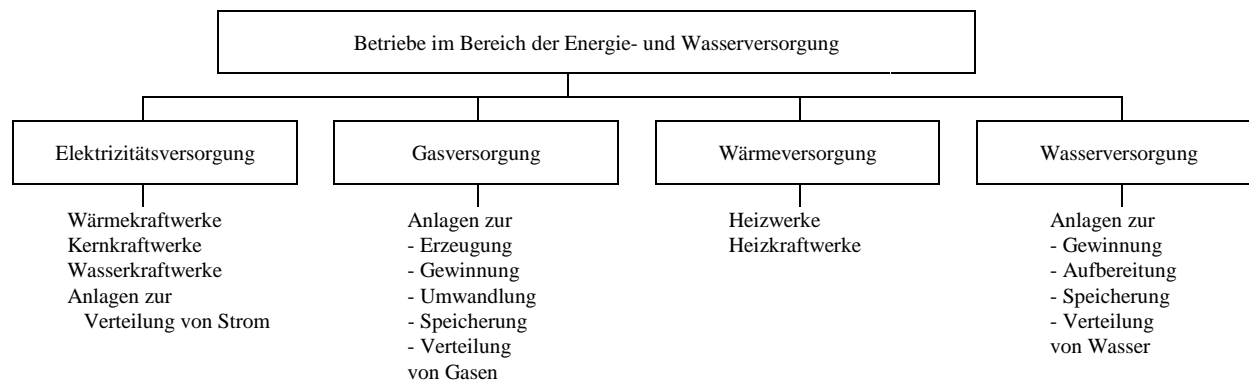 Betriebe im Bereich der Energie- und Wasserversorgung
Elektrizitätsversorgung
Wärmekraftwerke
Kernkraftwerke
Wasserkraftwerke
Anlagen zur
Verteilung von Strom
Gasversorgung
Anlagen zur
- Erzeugung
- Gewinnung
- Umwandlung
- Speicherung
- Verteilung
von Gasen
Wärmeversorgung
Heizwerke
Heizkraftwerke
Wasserversorgung
Anlagen zur
- Gewinnung
- Aufbereitung
- Speicherung
- Verteilung
von Wasser